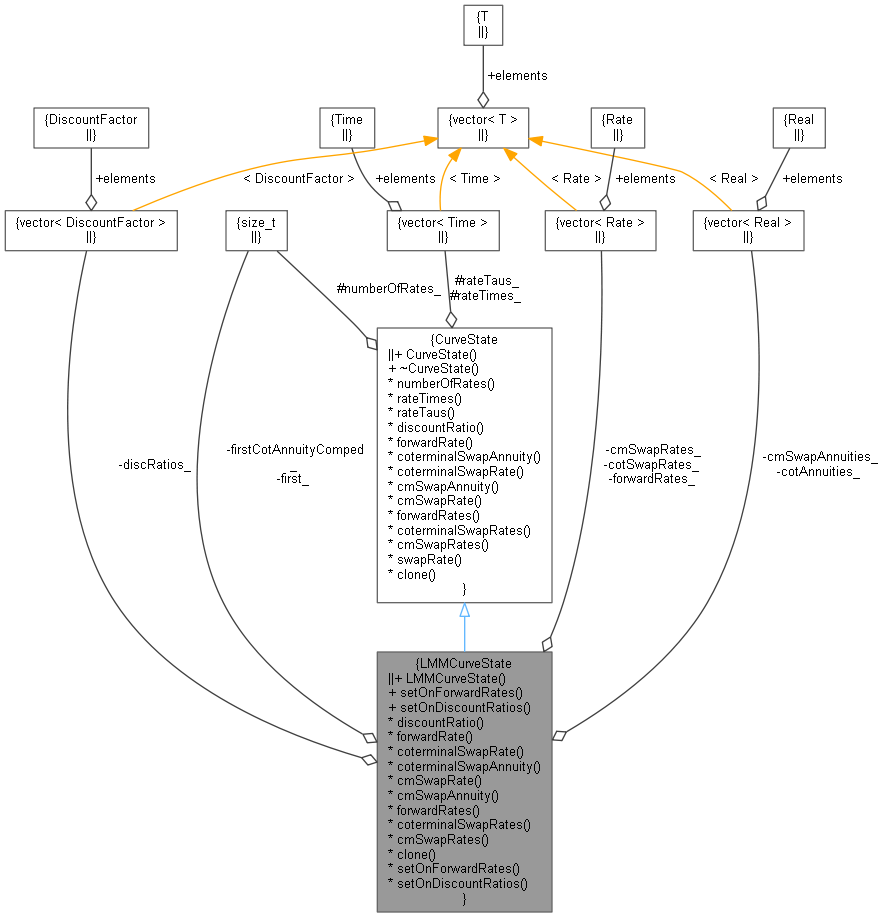 {T
||}
+elements
{DiscountFactor
||}
{Time
||}
{vector< T >
||}
{Rate
||}
{Real
||}
+elements
< DiscountFactor >
+elements
< Time >
< Rate >
+elements
< Real >
+elements
{vector< DiscountFactor >
||}
{size_t
||}
{vector< Time >
||}
{vector< Rate >
||}
{vector< Real >
||}
#numberOfRates_
#rateTaus_
#rateTimes_
{CurveState
||+ CurveState()
+ ~CurveState()
* numberOfRates()
* rateTimes()
* rateTaus()
* discountRatio()
* forwardRate()
* coterminalSwapAnnuity()
* coterminalSwapRate()
* cmSwapAnnuity()
* cmSwapRate()
* forwardRates()
* coterminalSwapRates()
* cmSwapRates()
* swapRate()
* clone()
}
-discRatios_
-firstCotAnnuityComped
_
-first_
-cmSwapRates_
-cotSwapRates_
-forwardRates_
-cmSwapAnnuities_
-cotAnnuities_
{LMMCurveState
||+ LMMCurveState()
+ setOnForwardRates()
+ setOnDiscountRatios()
* discountRatio()
* forwardRate()
* coterminalSwapRate()
* coterminalSwapAnnuity()
* cmSwapRate()
* cmSwapAnnuity()
* forwardRates()
* coterminalSwapRates()
* cmSwapRates()
* clone()
* setOnForwardRates()
* setOnDiscountRatios()
}